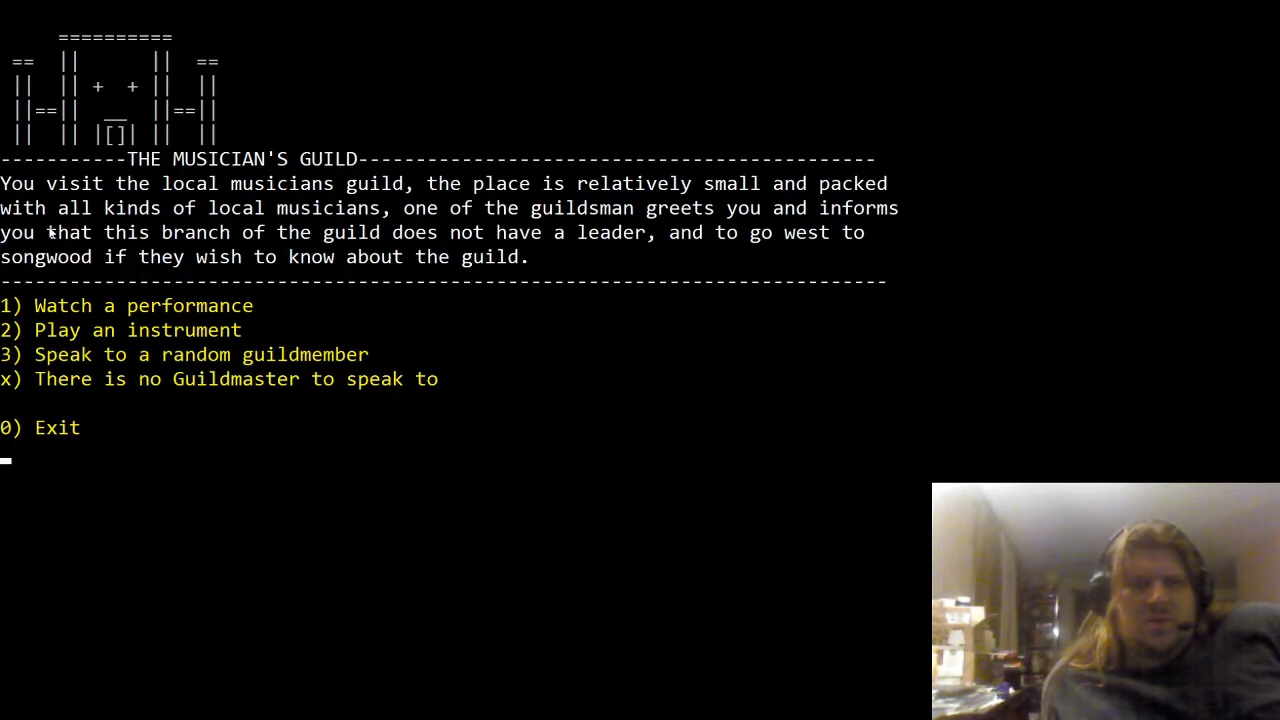 -----------THE MUSICIAN'S GUILD---------------------------------------------
You visit the local musicians guild, the place is relatively small and packed
with all kinds of local musicians, one of the guildsman greets you and informs
you that this branch of the guild does not have a leader, and to go west to
songwood if they wish to know about the guild.
-----------------------------------------------------------------------------
1) Watch a performance
2) Play an instrument
3) Speak to a random guildmember
x) There is no Guildmaster to speak to
0) Exit